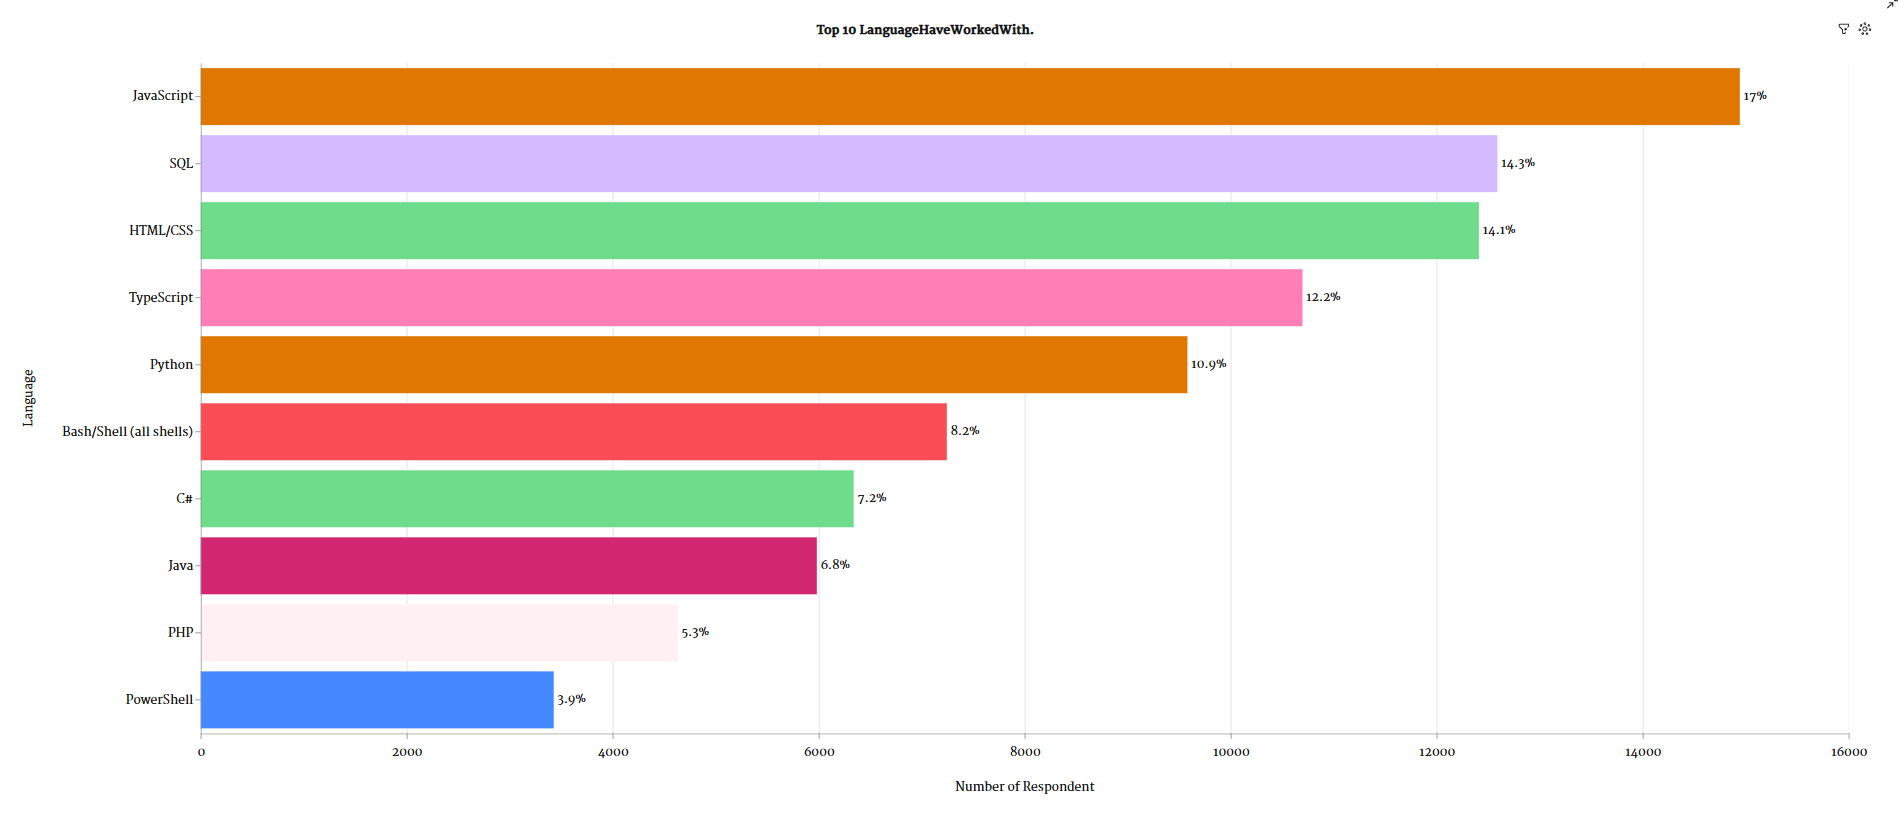 Top 10 LanguageHaveWorkedWith.
JavaScript 17%
SQL 14.3%
HTML/CSS 14.1%
TypeScript 12.2%
Python 10.9%
Bash/Shell (all shells) 8.2%
C# 7.2%
Java 6.8%
PHP 5.3%
PowerShell 3.9%
Language
0 2000 4000 6000 8000 10000 12000 14000 16000
Number of Respondent